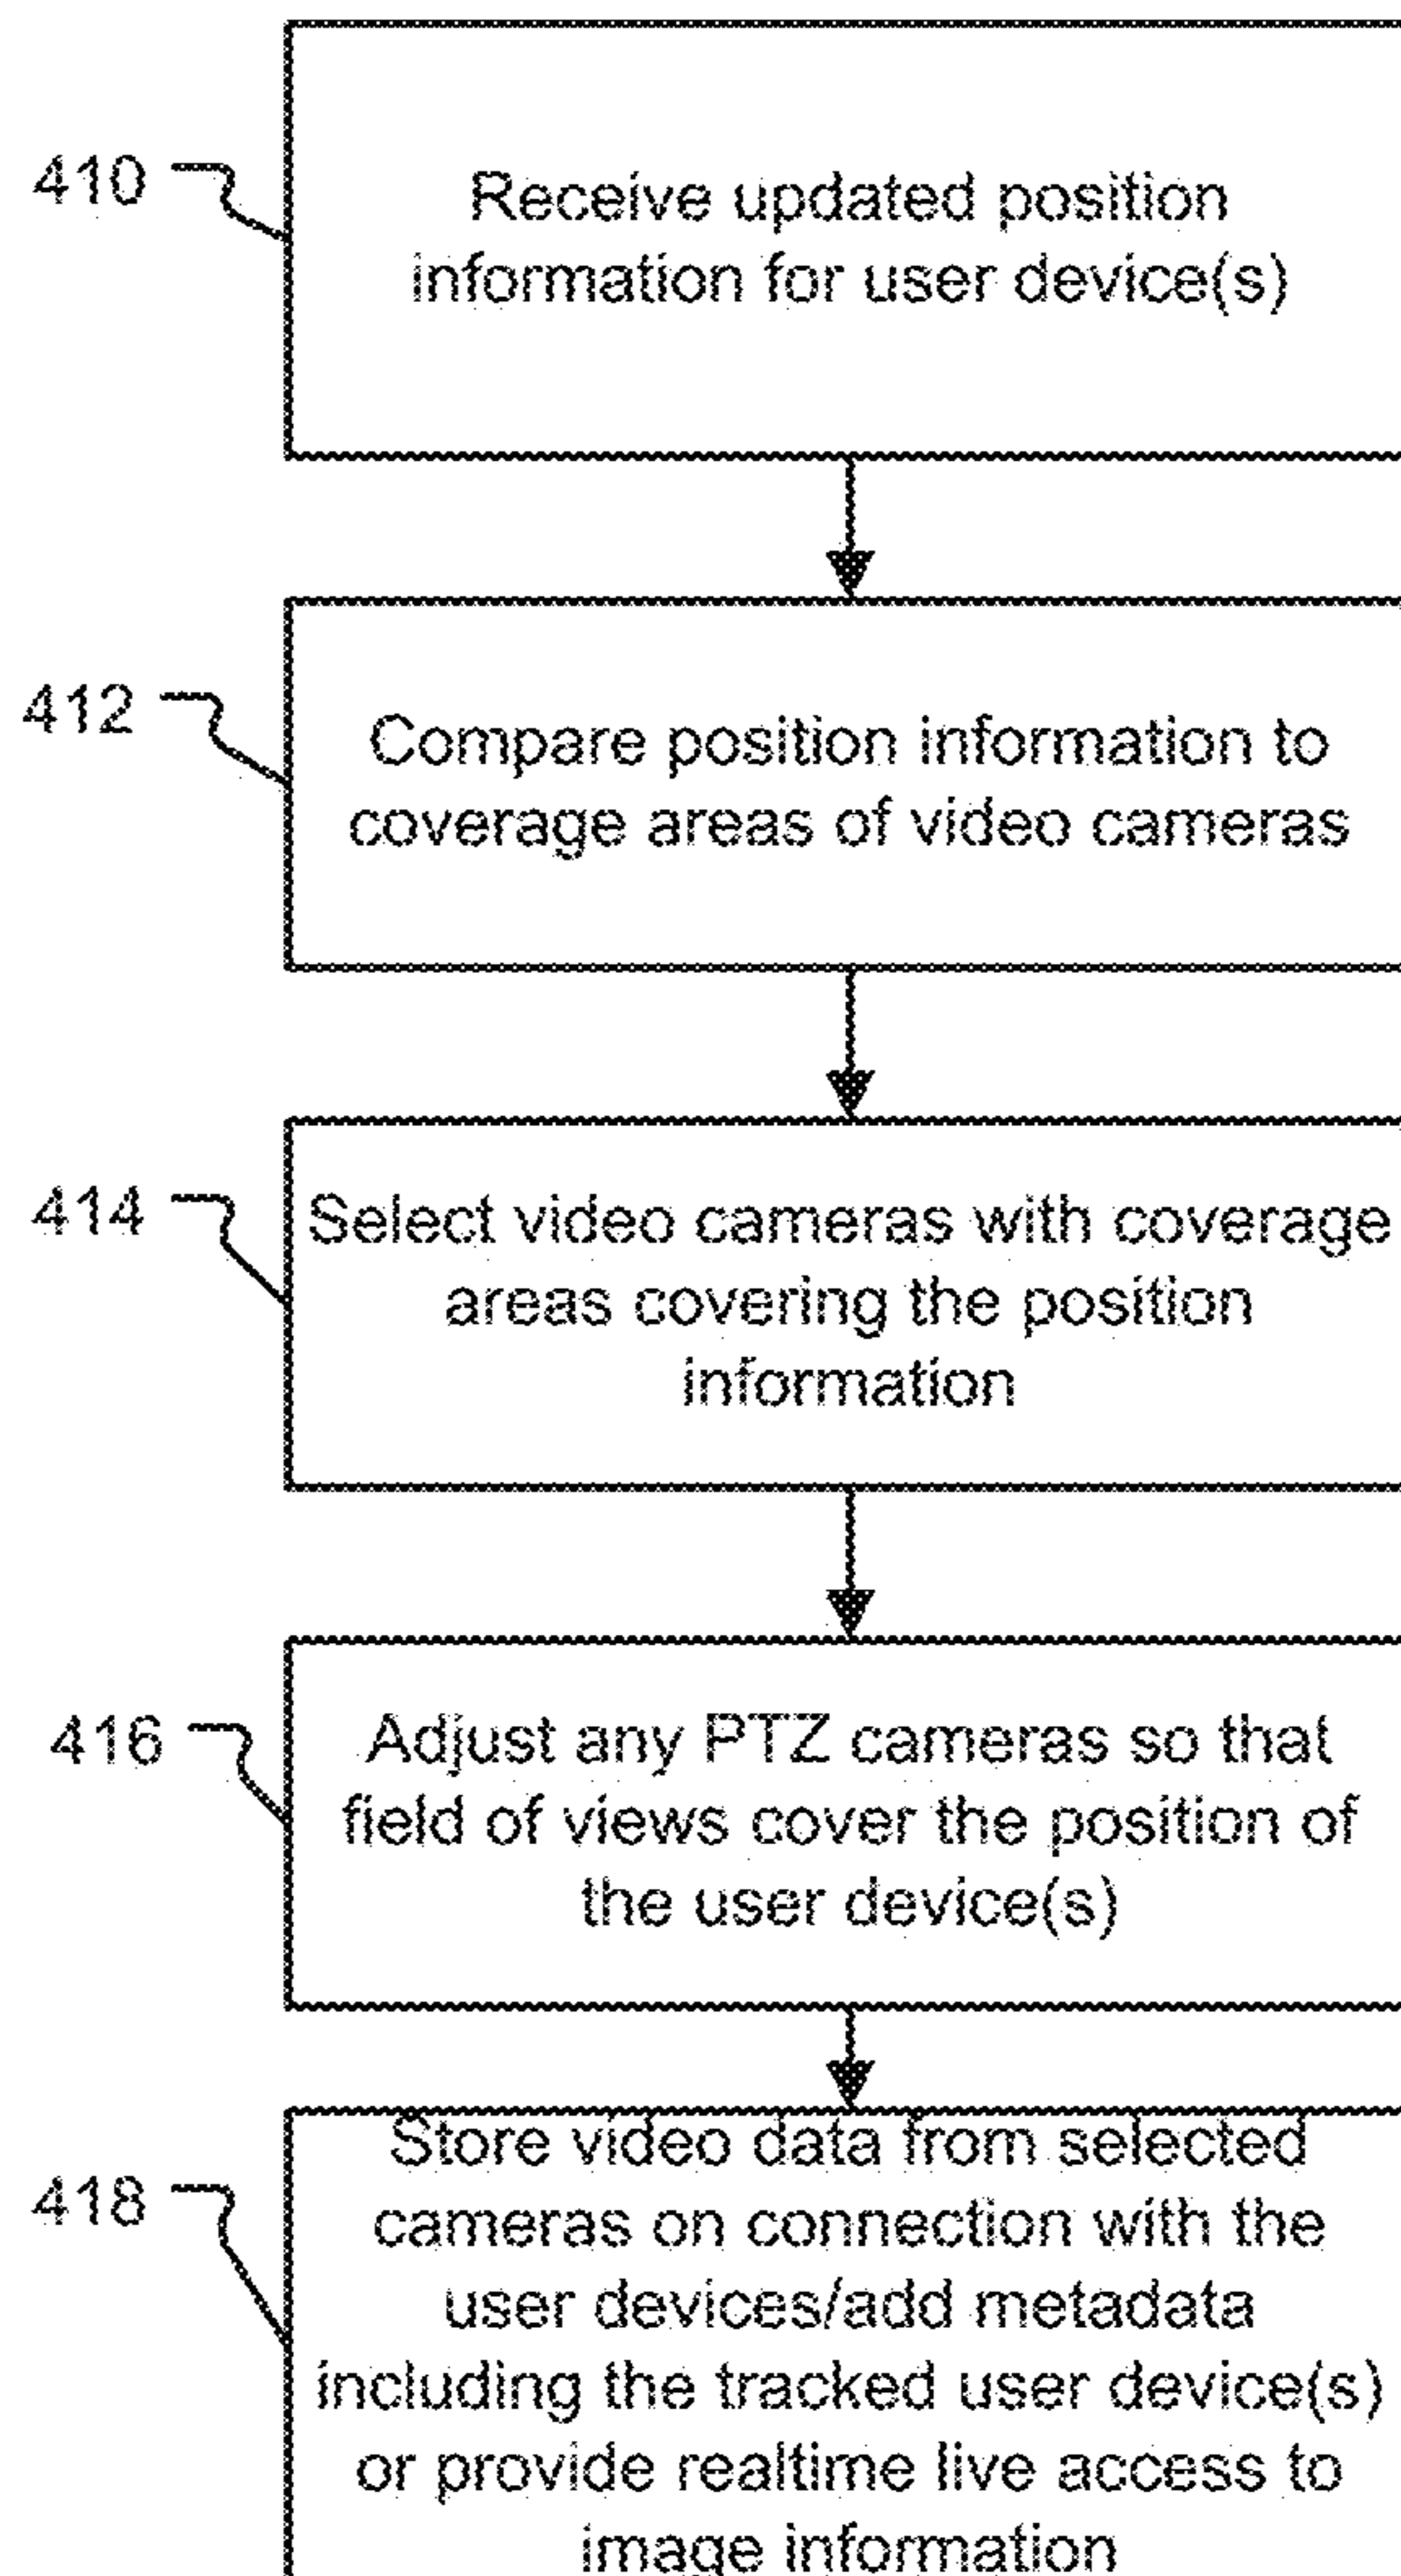 410
Receive updated position
information for user device(s)
412
Compare position information to
coverage areas of video cameras
414
Select video cameras with coverage
areas covering the position
information
416
Adjust any PTZ cameras so that
field of views cover the position of
the user device(s)
418
Store video data from selected
cameras on connection with the
user devices/add metadata
including the tracked user device(s)
or provide realtime live access to
image information